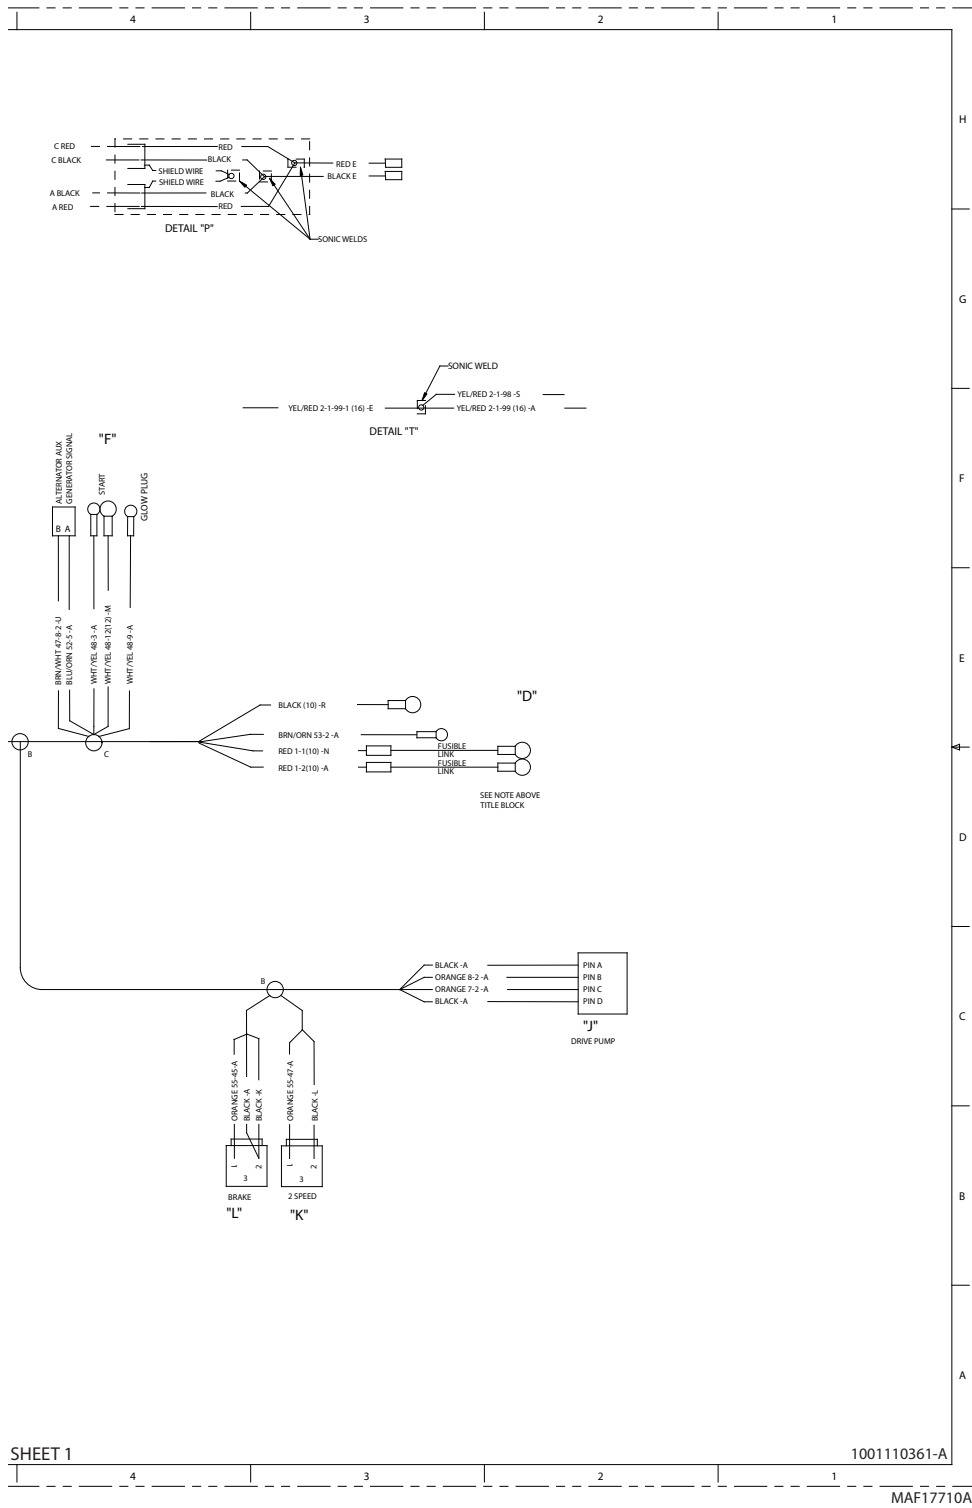 4 3 2 1
H
C RED RED
C BLACK BLACK
RED E
SHIELD WIRE
BLACK E
SHIELD WIRE
A BLACK BLACK
A RED RED
DETAIL "P"
SONIC WELDS
G
SONIC WELD
YEL/RED 2-1-98 -S
YEL/RED 2-1-99-1 (16) -E YEL/RED 2-1-99 (16) -A
DETAIL "T"
"F"
ALTERNATOR AUX
GENERATOR SIGNAL
START
GLOW PLUG
F
B A
BRN/WHT 47-8-2 -U
BLU/ORN 52-5 -A
WHT/YEL 48-3 -A
WHT/YEL 48-12(12) -M
WHT/YEL 48-9 -A
E
"D"
BLACK (10) -R
BRN/ORN 53-2 -A
B
C
RED 1-1(10) -N
FUSIBLE
LINK
RED 1-2(10) -A
FUSIBLE
LINK
SEE NOTE ABOVE
TITLE BLOCK
D
BLACK -A PIN A
ORANGE 8-2 -A PIN B
ORANGE 7-2 -A PIN C
BLACK -A PIN D
B
"J"
DRIVE PUMP
C
ORANGE 55-45-A
BLACK -A
BLACK -K
ORANGE 55-47-A
BLACK -L
1 2
3
1 2
3
BRAKE
2 SPEED
"L"
"K"
B
A
SHEET 1
1001110361-A
4 3 2 1
MAF17710A